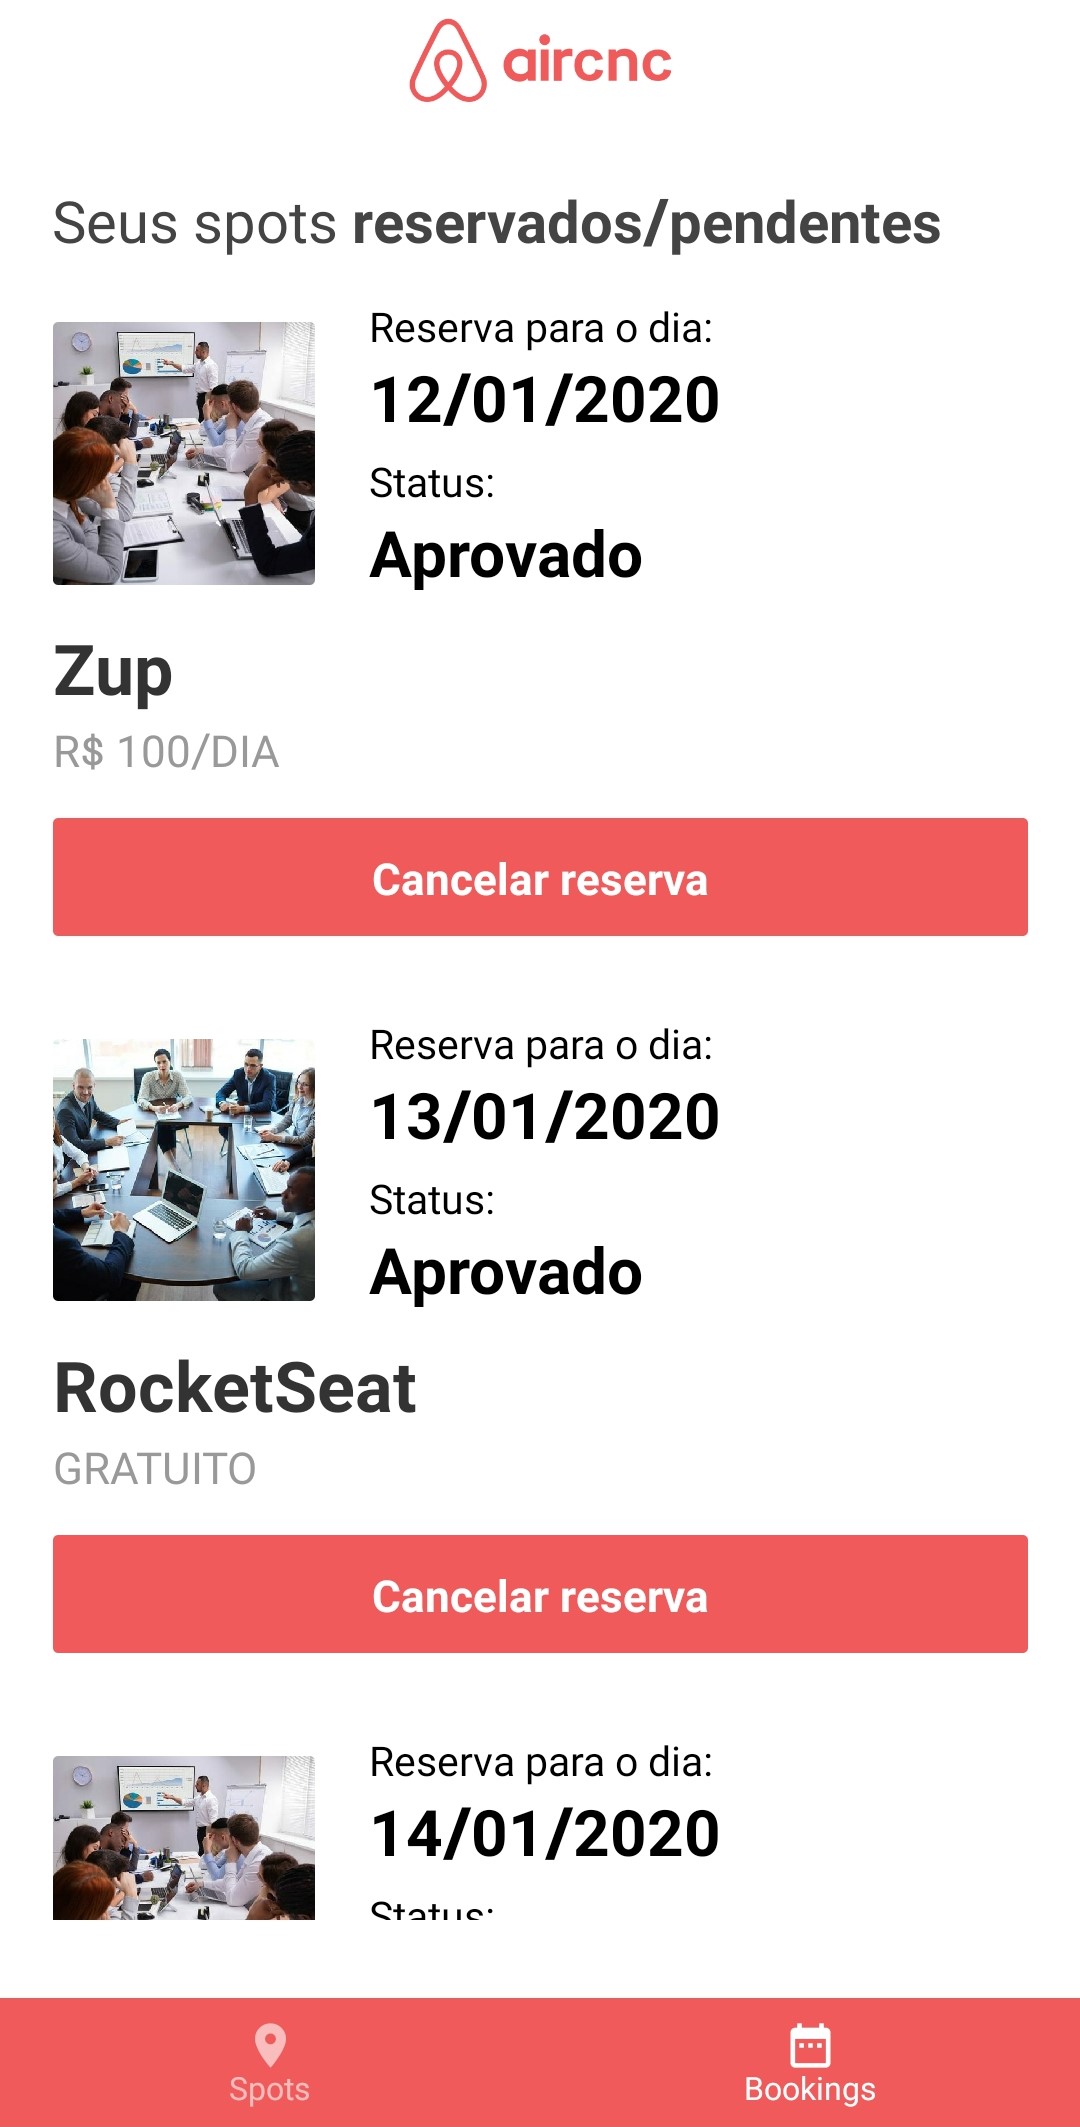 aircnc
Seus spots reservados/pendentes
Reserva para o dia:
12/01/2020
Status:
Aprovado
Zup
R$ 100/DIA
Cancelar reserva
Reserva para o dia:
13/01/2020
Status:
Aprovado
RocketSeat
GRATUITO
Cancelar reserva
Reserva para o dia:
14/01/2020
Status:
Spots
Bookings